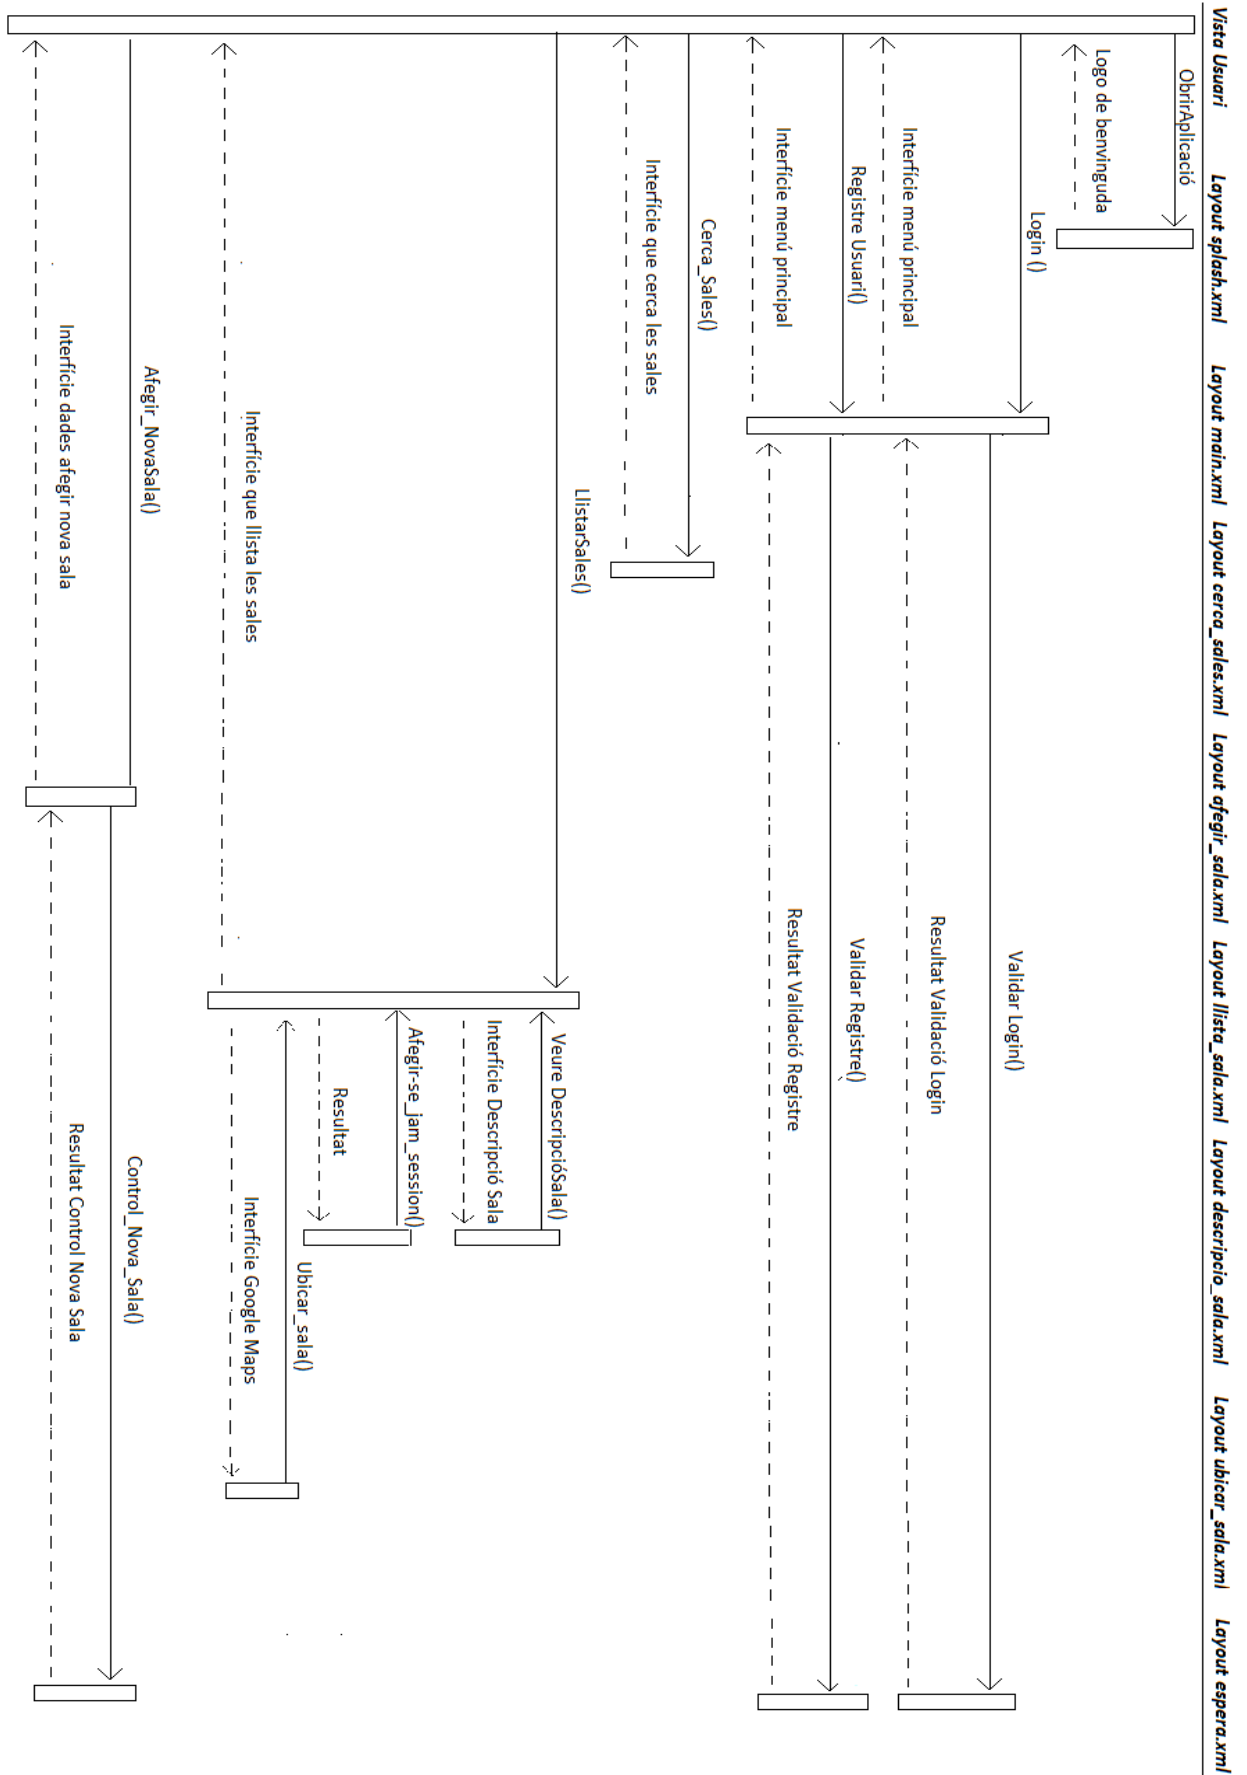 Vista Usuari
Layout splash.xml
Layout main.xml
Layout cerca_sales.xml
Layout afegir_sala.xml
Layout llista_sala.xml
Layout descripcio_sala.xml
Layout ubicar_sala.xml
Layout espera.xml
ObrirAplicació
Logo de benvinguda
Login ()
Validar Login()
Resultat Validació Login
Interfície menú principal
Registre Usuari()
Validar Registre()
Resultat Validació Registre
Interfície menú principal
Cerca_Sales()
Interfície que cerca les sales
LlistarSales()
Veure DescripcióSala()
Interfície Descripció Sala
Afegir-se_jam_session()
Resultat
Ubicar_sala()
Interfície Google Maps
Interfície que llista les sales
Afegir_NovaSala()
Control_Nova_Sala()
Resultat Control Nova Sala
Interfície dades afegir nova sala